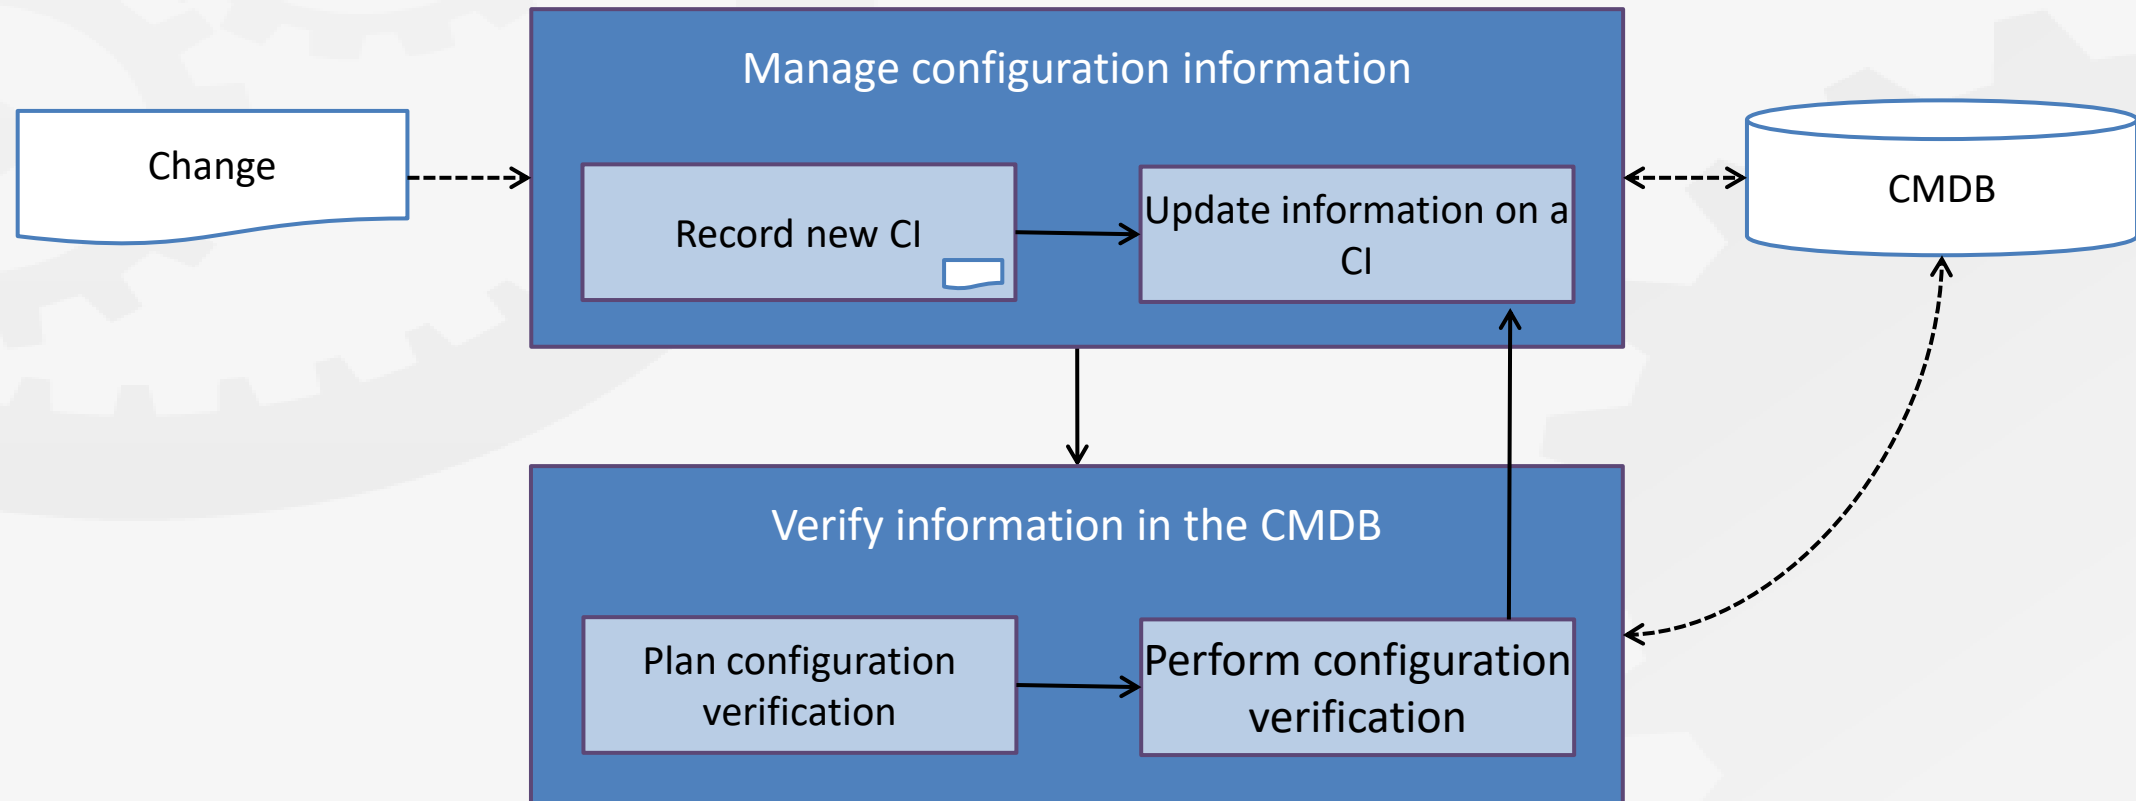 Manage configuration information
Change
CMDB
Record new CI
Update information on a
CI
Verify information in the CMDB
Plan configuration
verification
Perform configuration
verification